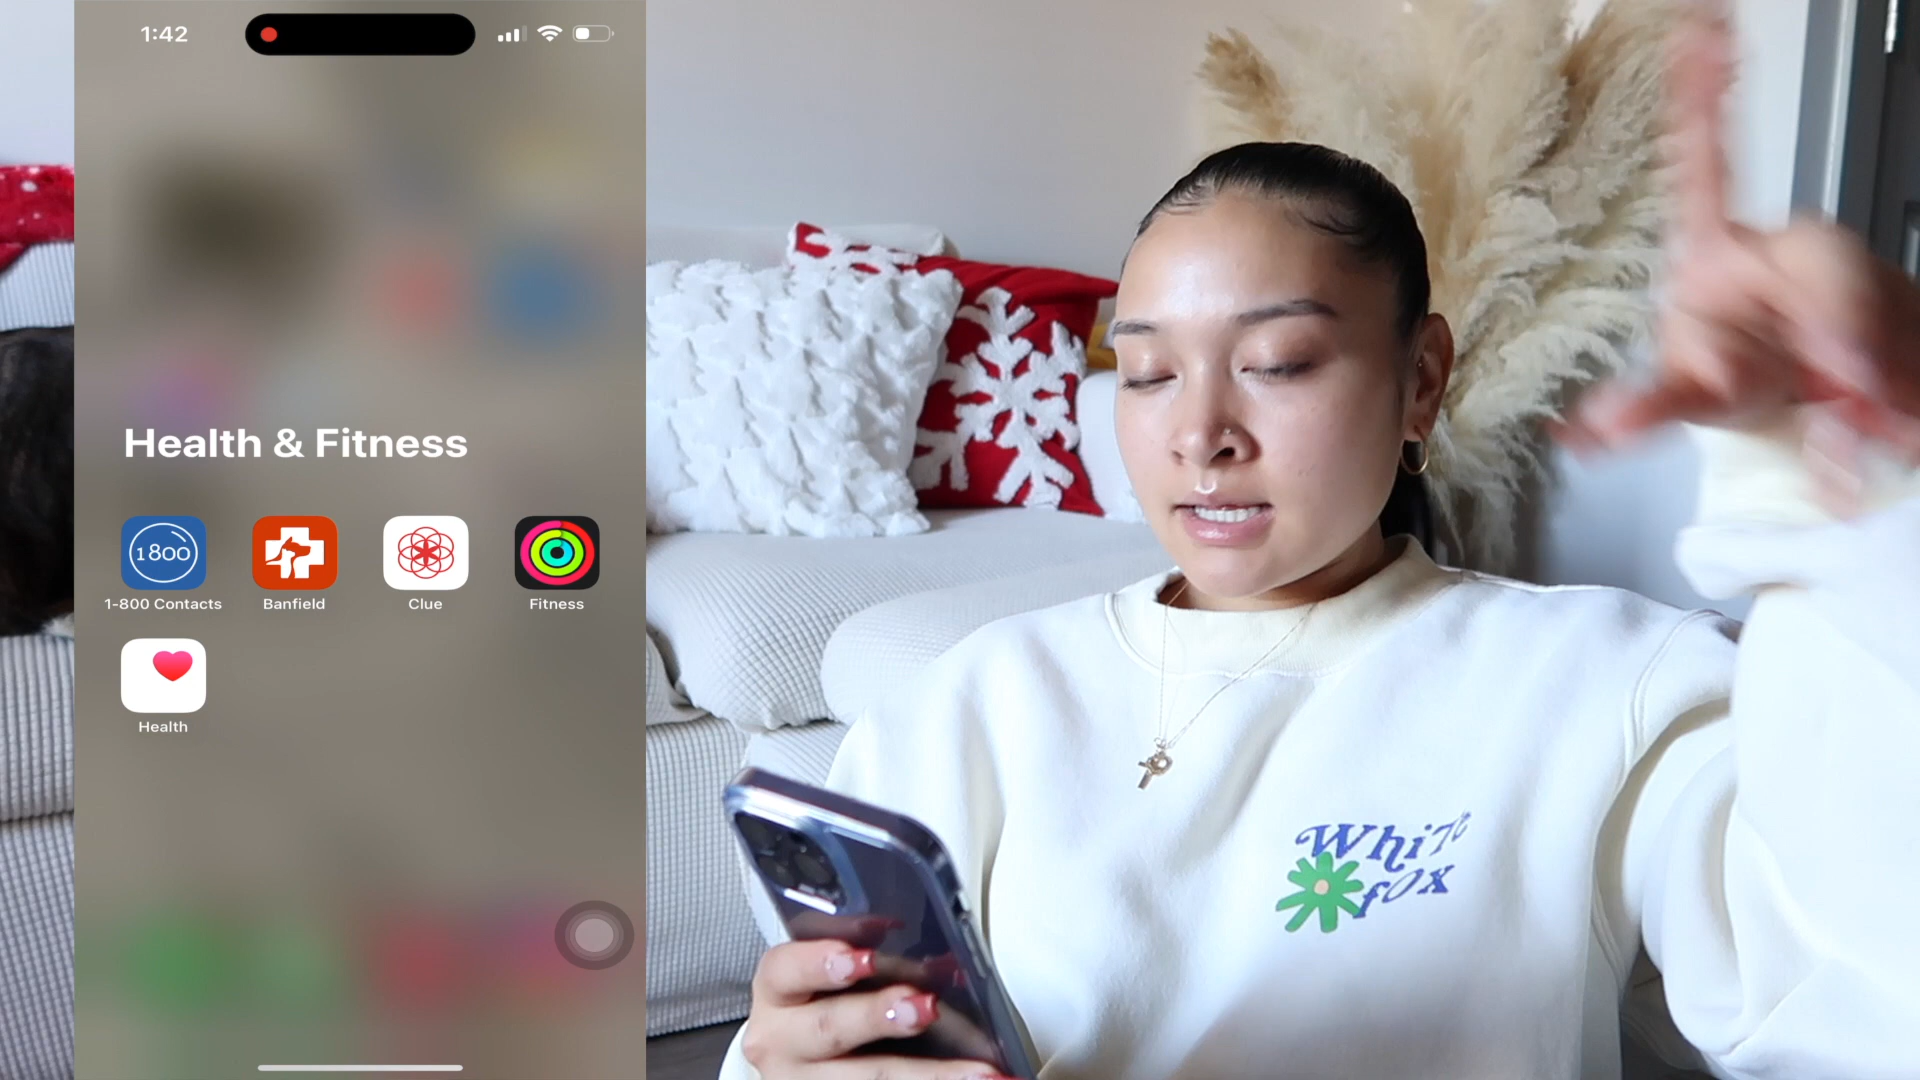 1:42
Health & Fitness
1800
1-800 Contacts
Banfield
Clue
Fitness
Health
White
fox